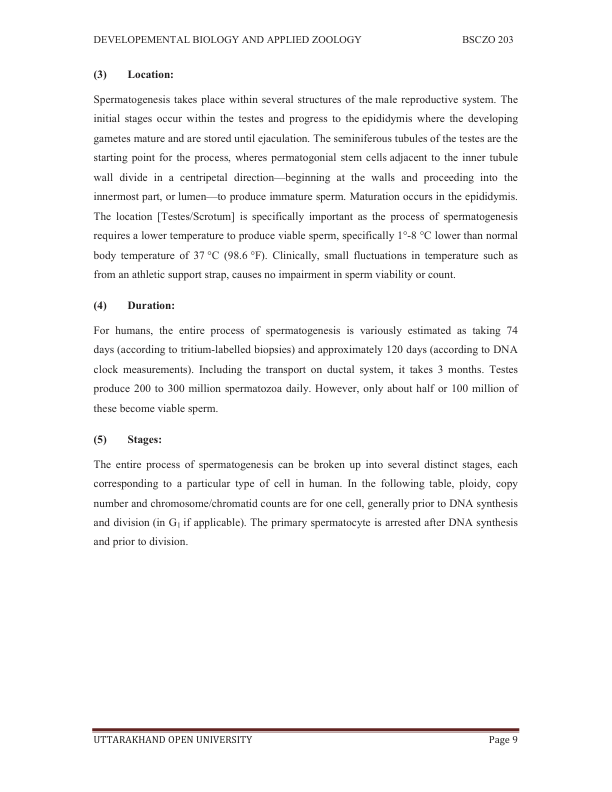 DEVELOPEMENTAL BIOLOGY AND APPLIED ZOOLOGY BSCZO 203
(3) Location:
Spermatogenesis takes place within several structures of the male reproductive system. The
initial stages occur within the testes and progress to the epididymis where the developing
gametes mature and are stored until ejaculation. The seminiferous tubules of the testes are the
starting point for the process, wheres permatogonial stem cells adjacent to the inner tubule
wall divide in a centripetal direction—beginning at the walls and proceeding into the
innermost part, or lumen—to produce immature sperm. Maturation occurs in the epididymis.
The location [Testes/Scrotum] is specifically important as the process of spermatogenesis
requires a lower temperature to produce viable sperm, specifically 1°-8 °C lower than normal
body temperature of 37 °C (98.6 °F). Clinically, small fluctuations in temperature such as
from an athletic support strap, causes no impairment in sperm viability or count.
(4) Duration:
For humans, the entire process of spermatogenesis is variously estimated as taking 74
days (according to tritium-labelled biopsies) and approximately 120 days (according to DNA
clock measurements). Including the transport on ductal system, it takes 3 months. Testes
produce 200 to 300 million spermatozoa daily. However, only about half or 100 million of
these become viable sperm.
(5) Stages:
The entire process of spermatogenesis can be broken up into several distinct stages, each
corresponding to a particular type of cell in human. In the following table, ploidy, copy
number and chromosome/chromatid counts are for one cell, generally prior to DNA synthesis
and division (in G₁ if applicable). The primary spermatocyte is arrested after DNA synthesis
and prior to division.
UTTARAKHAND OPEN UNIVERSITY Page 9